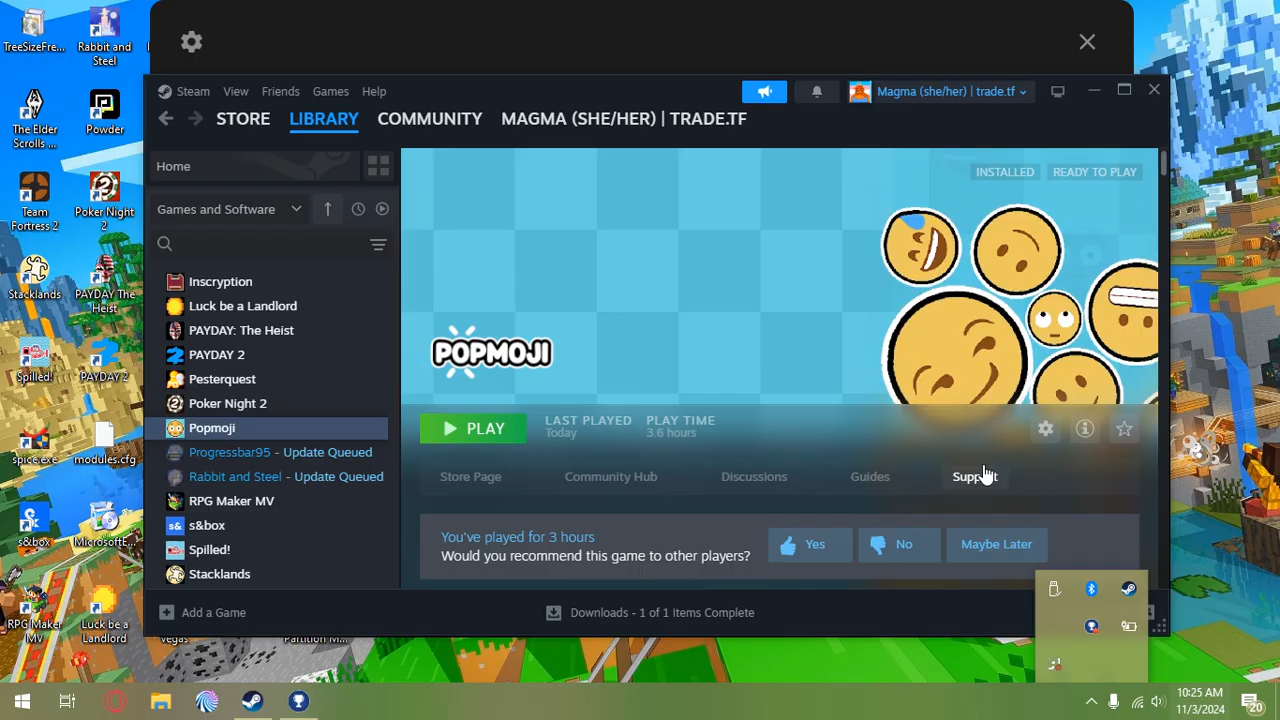 TreeSizeFre...
Rabbit and
Steel
The Elder
Scrolls ...
Powder
Team
Fortress 2
Poker Night
2
Stacklands
PAYDAY The
Heist
Spilled!
PAYDAY 2
spice.exe
modules.cfg
s&box
MicrosoftE...
RPG Maker
MV
Luck be a
Landlord
Steam View Friends Games Help
Magma (she/her) | trade.tf
STORE LIBRARY COMMUNITY MAGMA (SHE/HER) | TRADE.TF
Home
Games and Software
Inscryption
Luck be a Landlord
PAYDAY: The Heist
PAYDAY 2
Pesterquest
Poker Night 2
Popmoji
Progressbar95 - Update Queued
Rabbit and Steel - Update Queued
RPG Maker MV
s&box
Spilled!
Stacklands
INSTALLED READY TO PLAY
POPMOJI
PLAY
LAST PLAYED
Today
PLAY TIME
3.6 hours
Store Page Community Hub Discussions Guides Support
You've played for 3 hours
Would you recommend this game to other players?
Yes No Maybe Later
Add a Game
Downloads - 1 of 1 Items Complete
Vegas
Partition M...
10:25 AM
11/3/2024
20